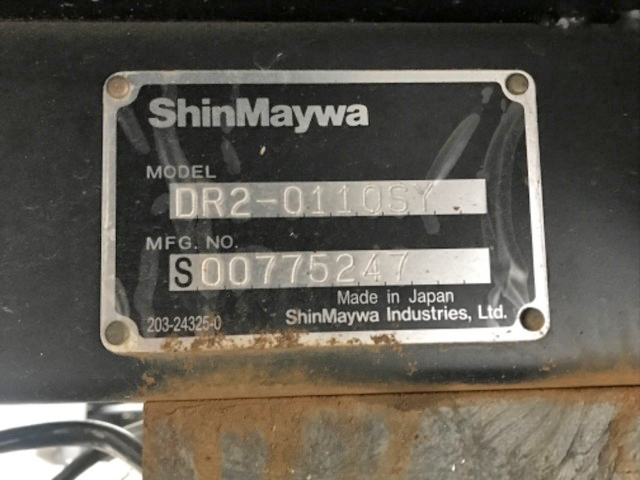 ShinMaywa
MODEL
DR2-0110SY
MFG. NO.
S00775247
Made in Japan
203-24325-0
ShinMaywa Industries, Ltd.